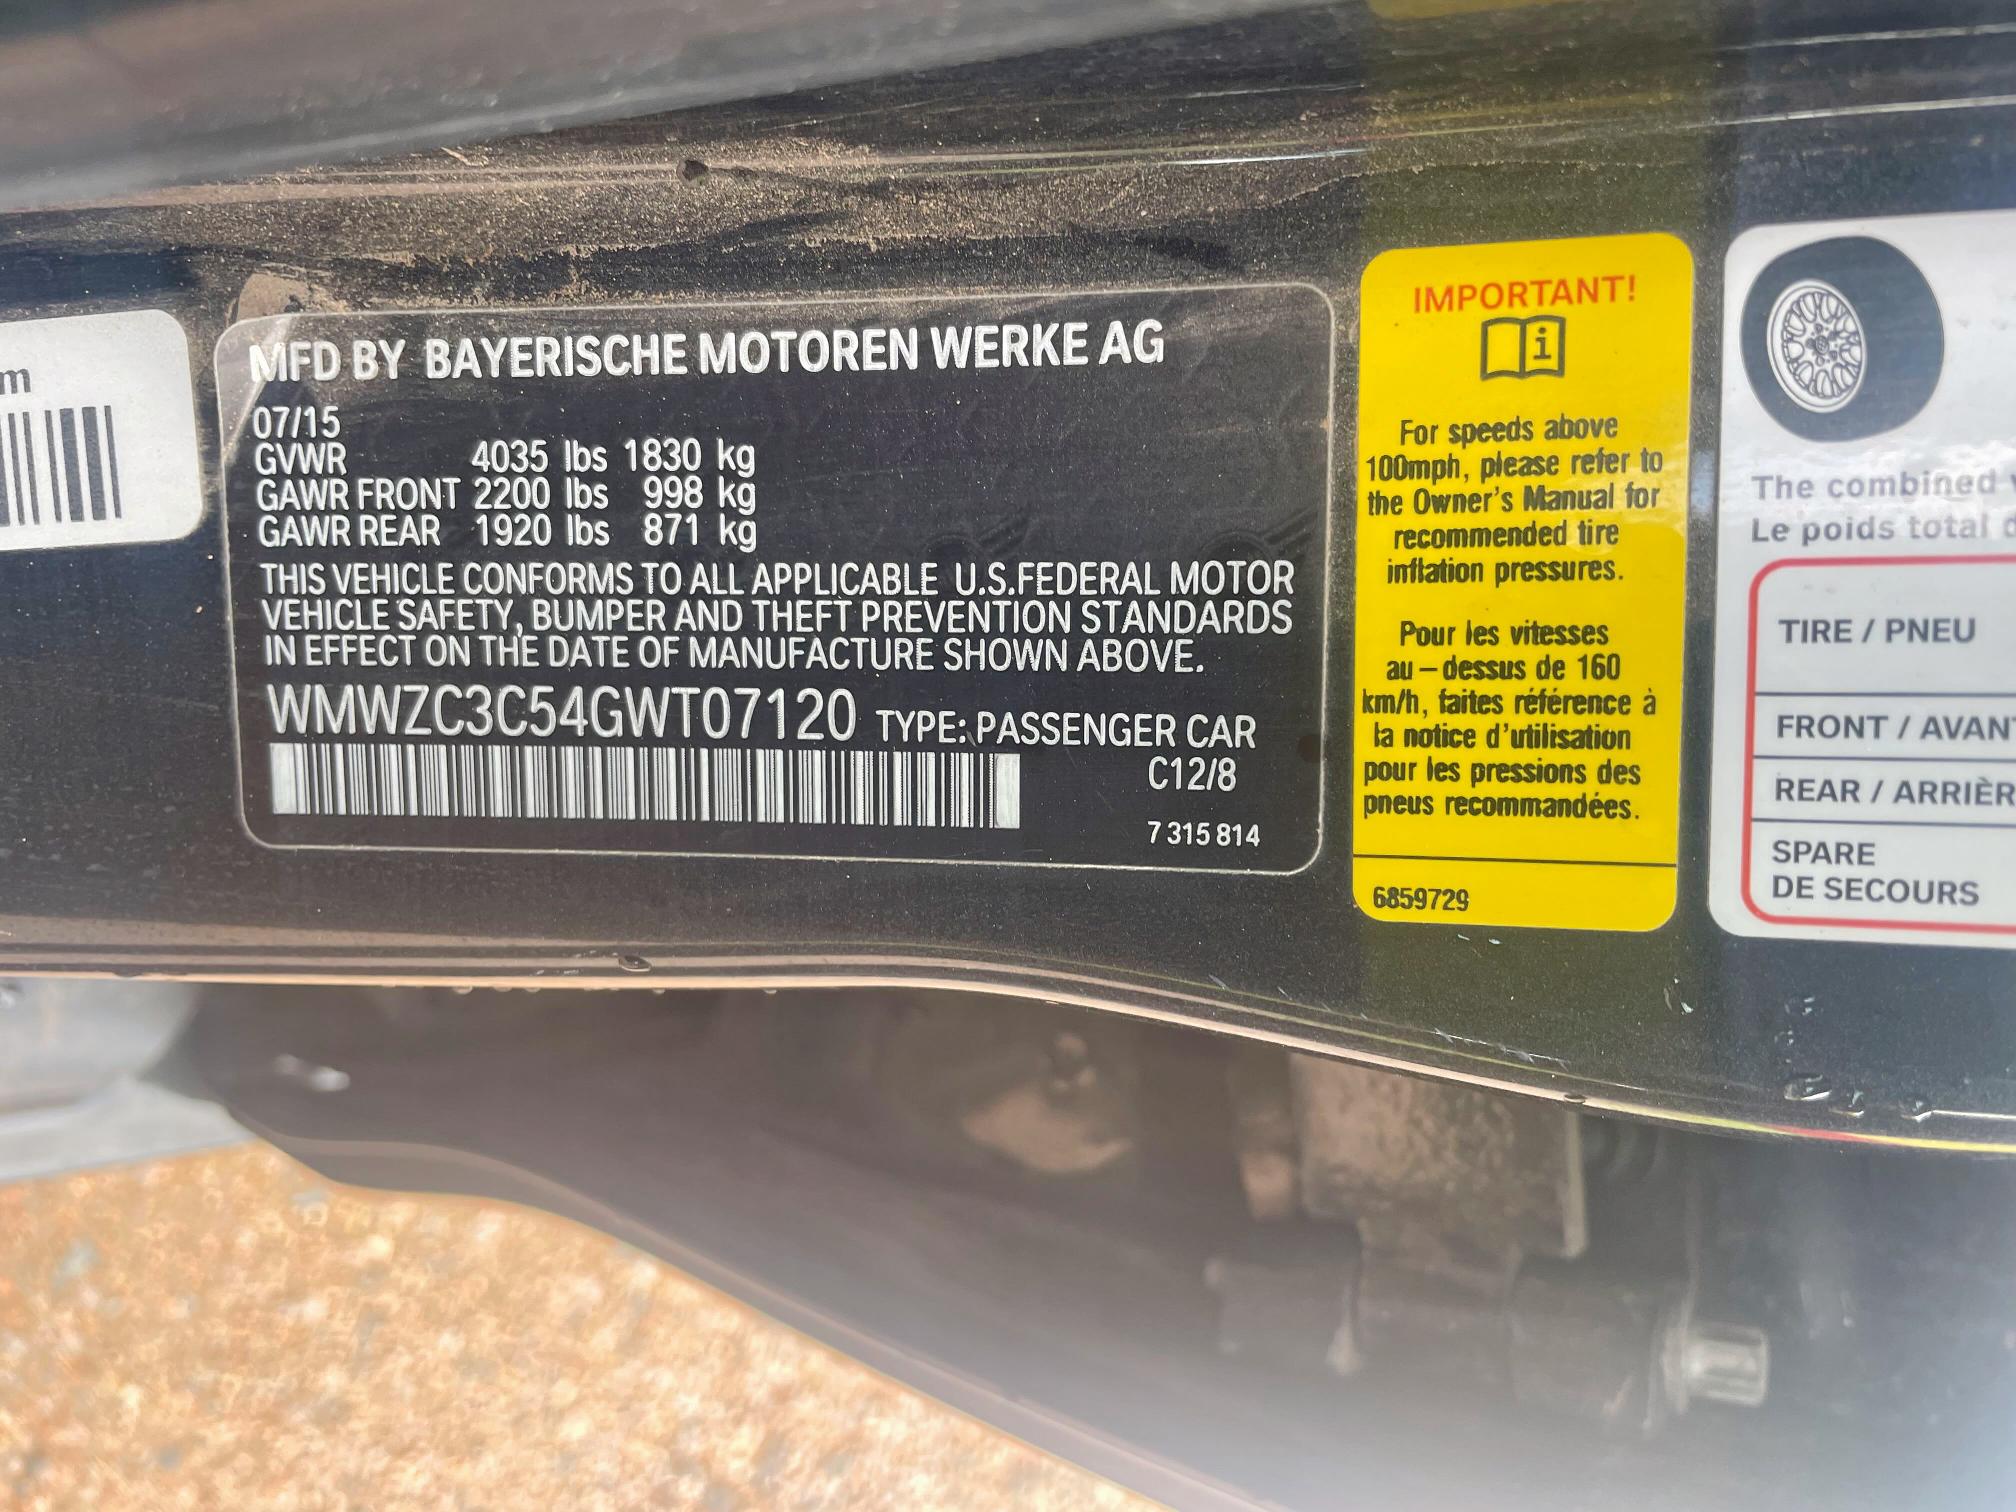 m
MFD BY BAYERISCHE MOTOREN WERKE AG
07/15
GVWR 4035 lbs 1830 kg
GAWR FRONT 2200 lbs 998 kg
GAWR REAR 1920 lbs 871 kg
THIS VEHICLE CONFORMS TO ALL APPLICABLE U.S.FEDERAL MOTOR
VEHICLE SAFETY, BUMPER AND THEFT PREVENTION STANDARDS
IN EFFECT ON THE DATE OF MANUFACTURE SHOWN ABOVE.
WMWZC3C54GWT07120 TYPE: PASSENGER CAR
C12/8
7 315 814
IMPORTANT!
i
For speeds above
100mph, please refer to
the Owner's Manual for
recommended tire
inflation pressures.
Pour les vitesses
au – dessus de 160
km/h, faites référence à
la notice d'utilisation
pour les pressions des
pneus recommandées.
6859729
The combined
Le poids total
TIRE / PNEU
FRONT / AVANT
REAR / ARRIÈR
SPARE
DE SECOURS